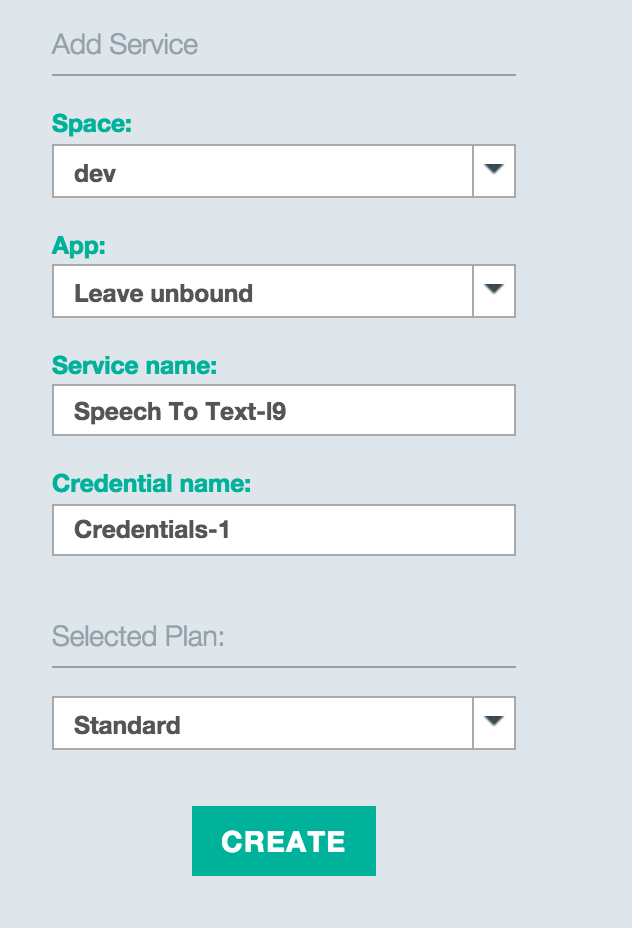 Add Service
Space:
dev
App:
Leave unbound
Service name:
Speech To Text-l9
Credential name:
Credentials-1
Selected Plan:
Standard
CREATE